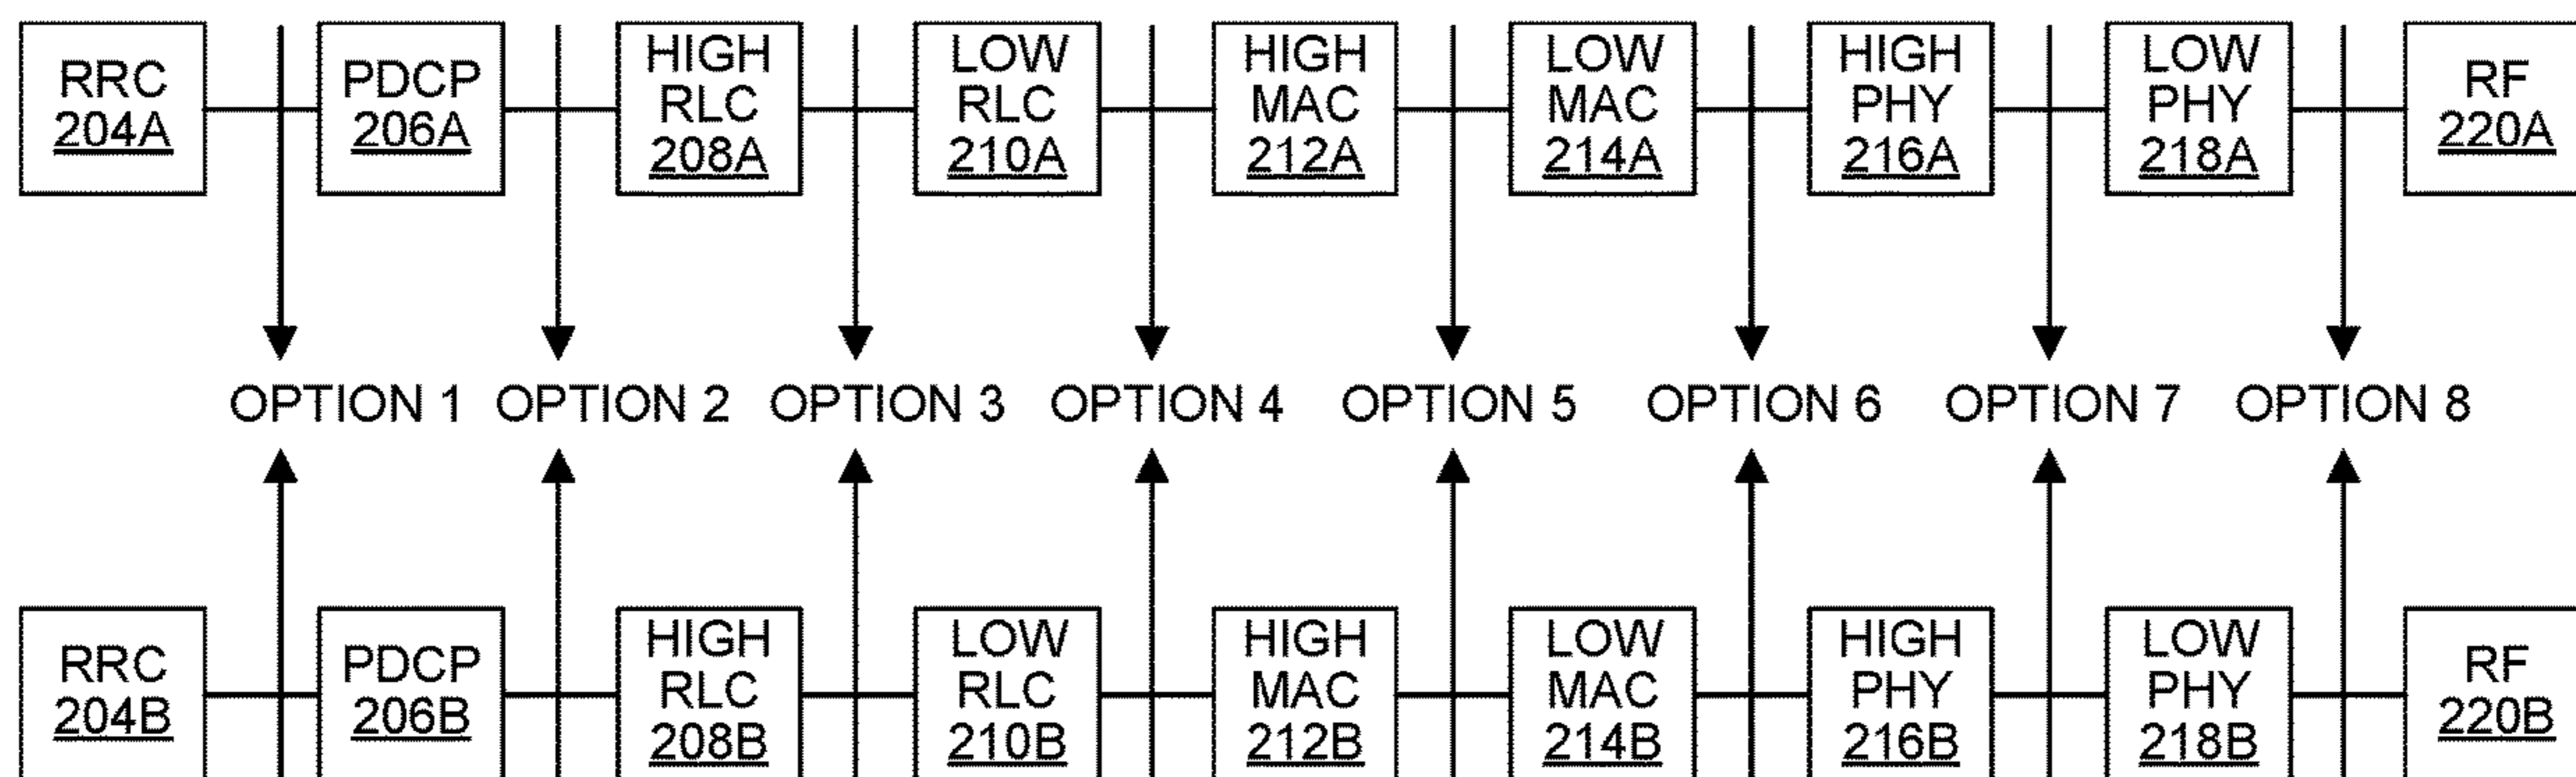 RRC
204A
PDCP
206A
HIGH
RLC
208A
LOW
RLC
210A
HIGH
MAC
212A
LOW
MAC
214A
HIGH
PHY
216A
LOW
PHY
218A
RF
220A
OPTION 1 OPTION 2 OPTION 3 OPTION 4 OPTION 5 OPTION 6 OPTION 7 OPTION 8
RRC
204B
PDCP
206B
HIGH
RLC
208B
LOW
RLC
210B
HIGH
MAC
212B
LOW
MAC
214B
HIGH
PHY
216B
LOW
PHY
218B
RF
220B